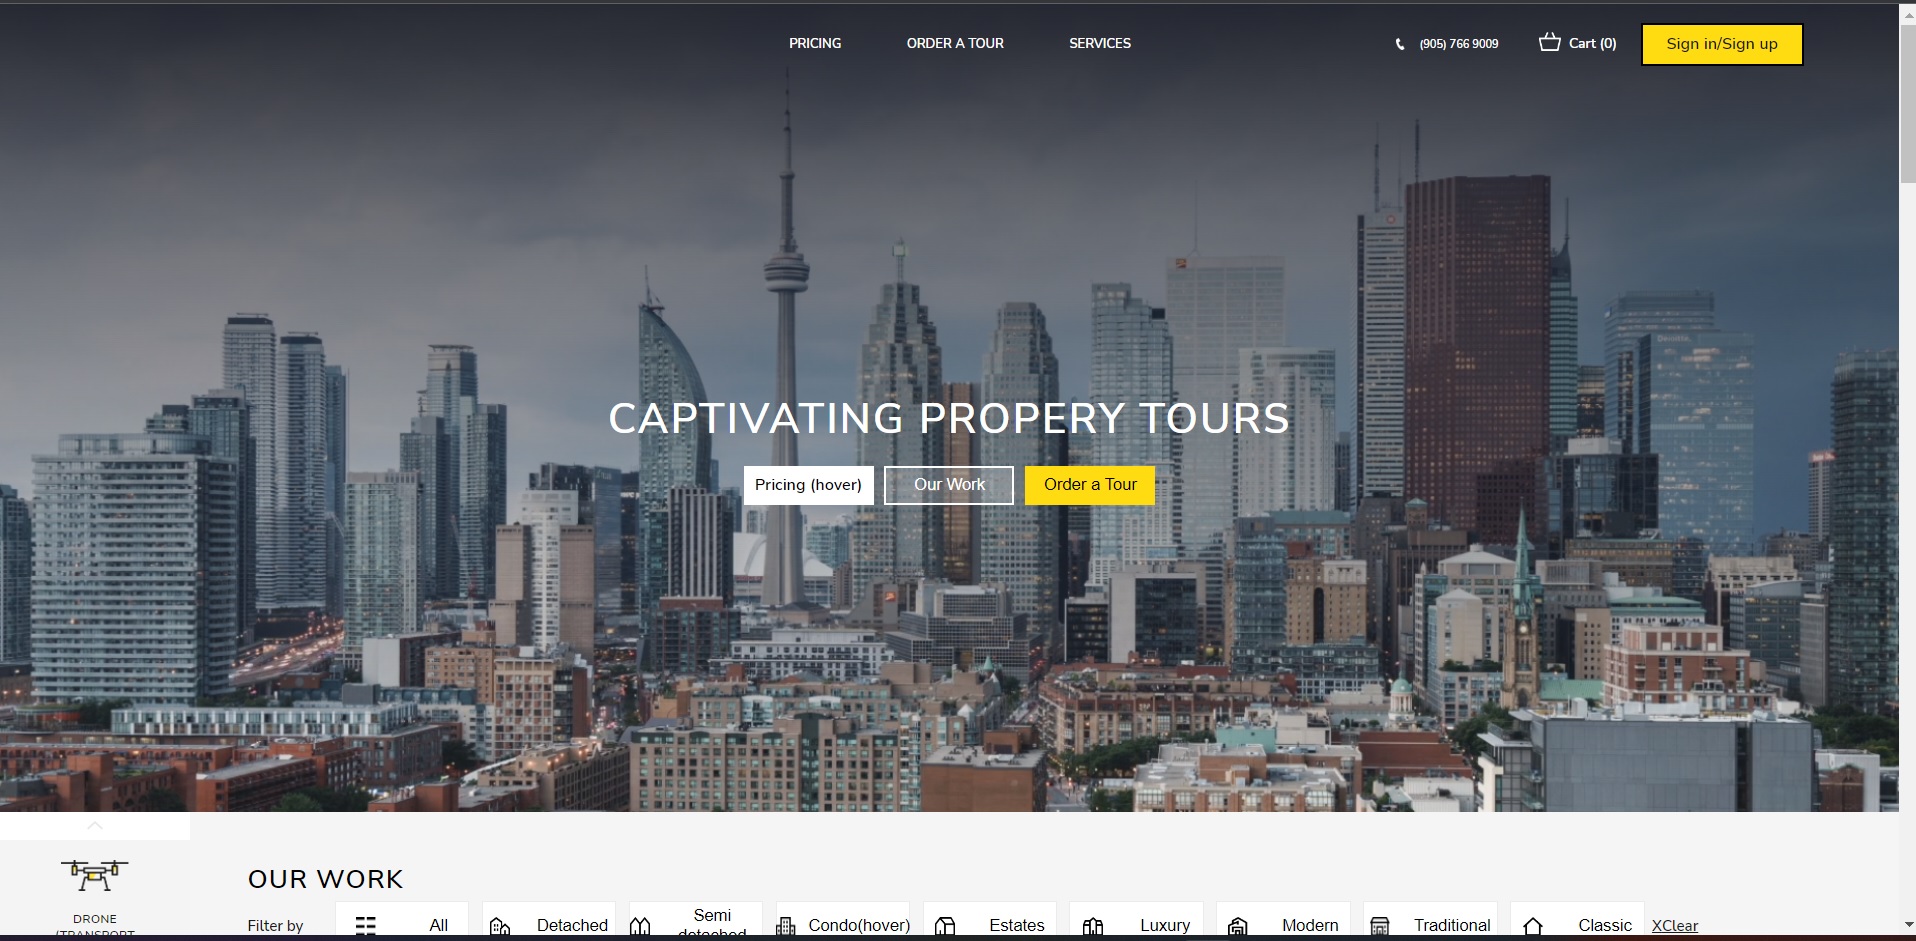 PRICING ORDER A TOUR SERVICES (905) 766 9009 Cart (0) Sign in/Sign up
Deloitte.
CAPTIVATING PROPERY TOURS
Pricing (hover) Our Work Order a Tour
OUR WORK
DRONE
(TRANSPORT
Filter by All Detached Semi detached Condo(hover) Estates Luxury Modern Traditional Classic XClear